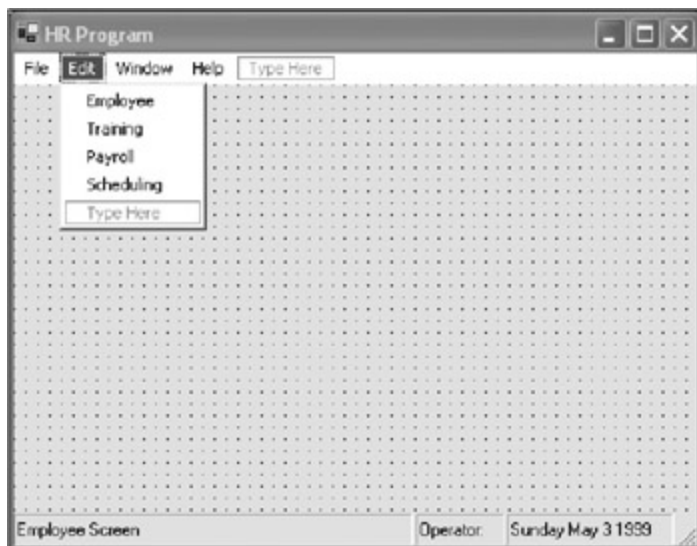 HR Program
File Edit Window Help Type Here
Employee
Training
Payroll
Scheduling
Type Here
Employee Screen Operator: Sunday May 3 1999